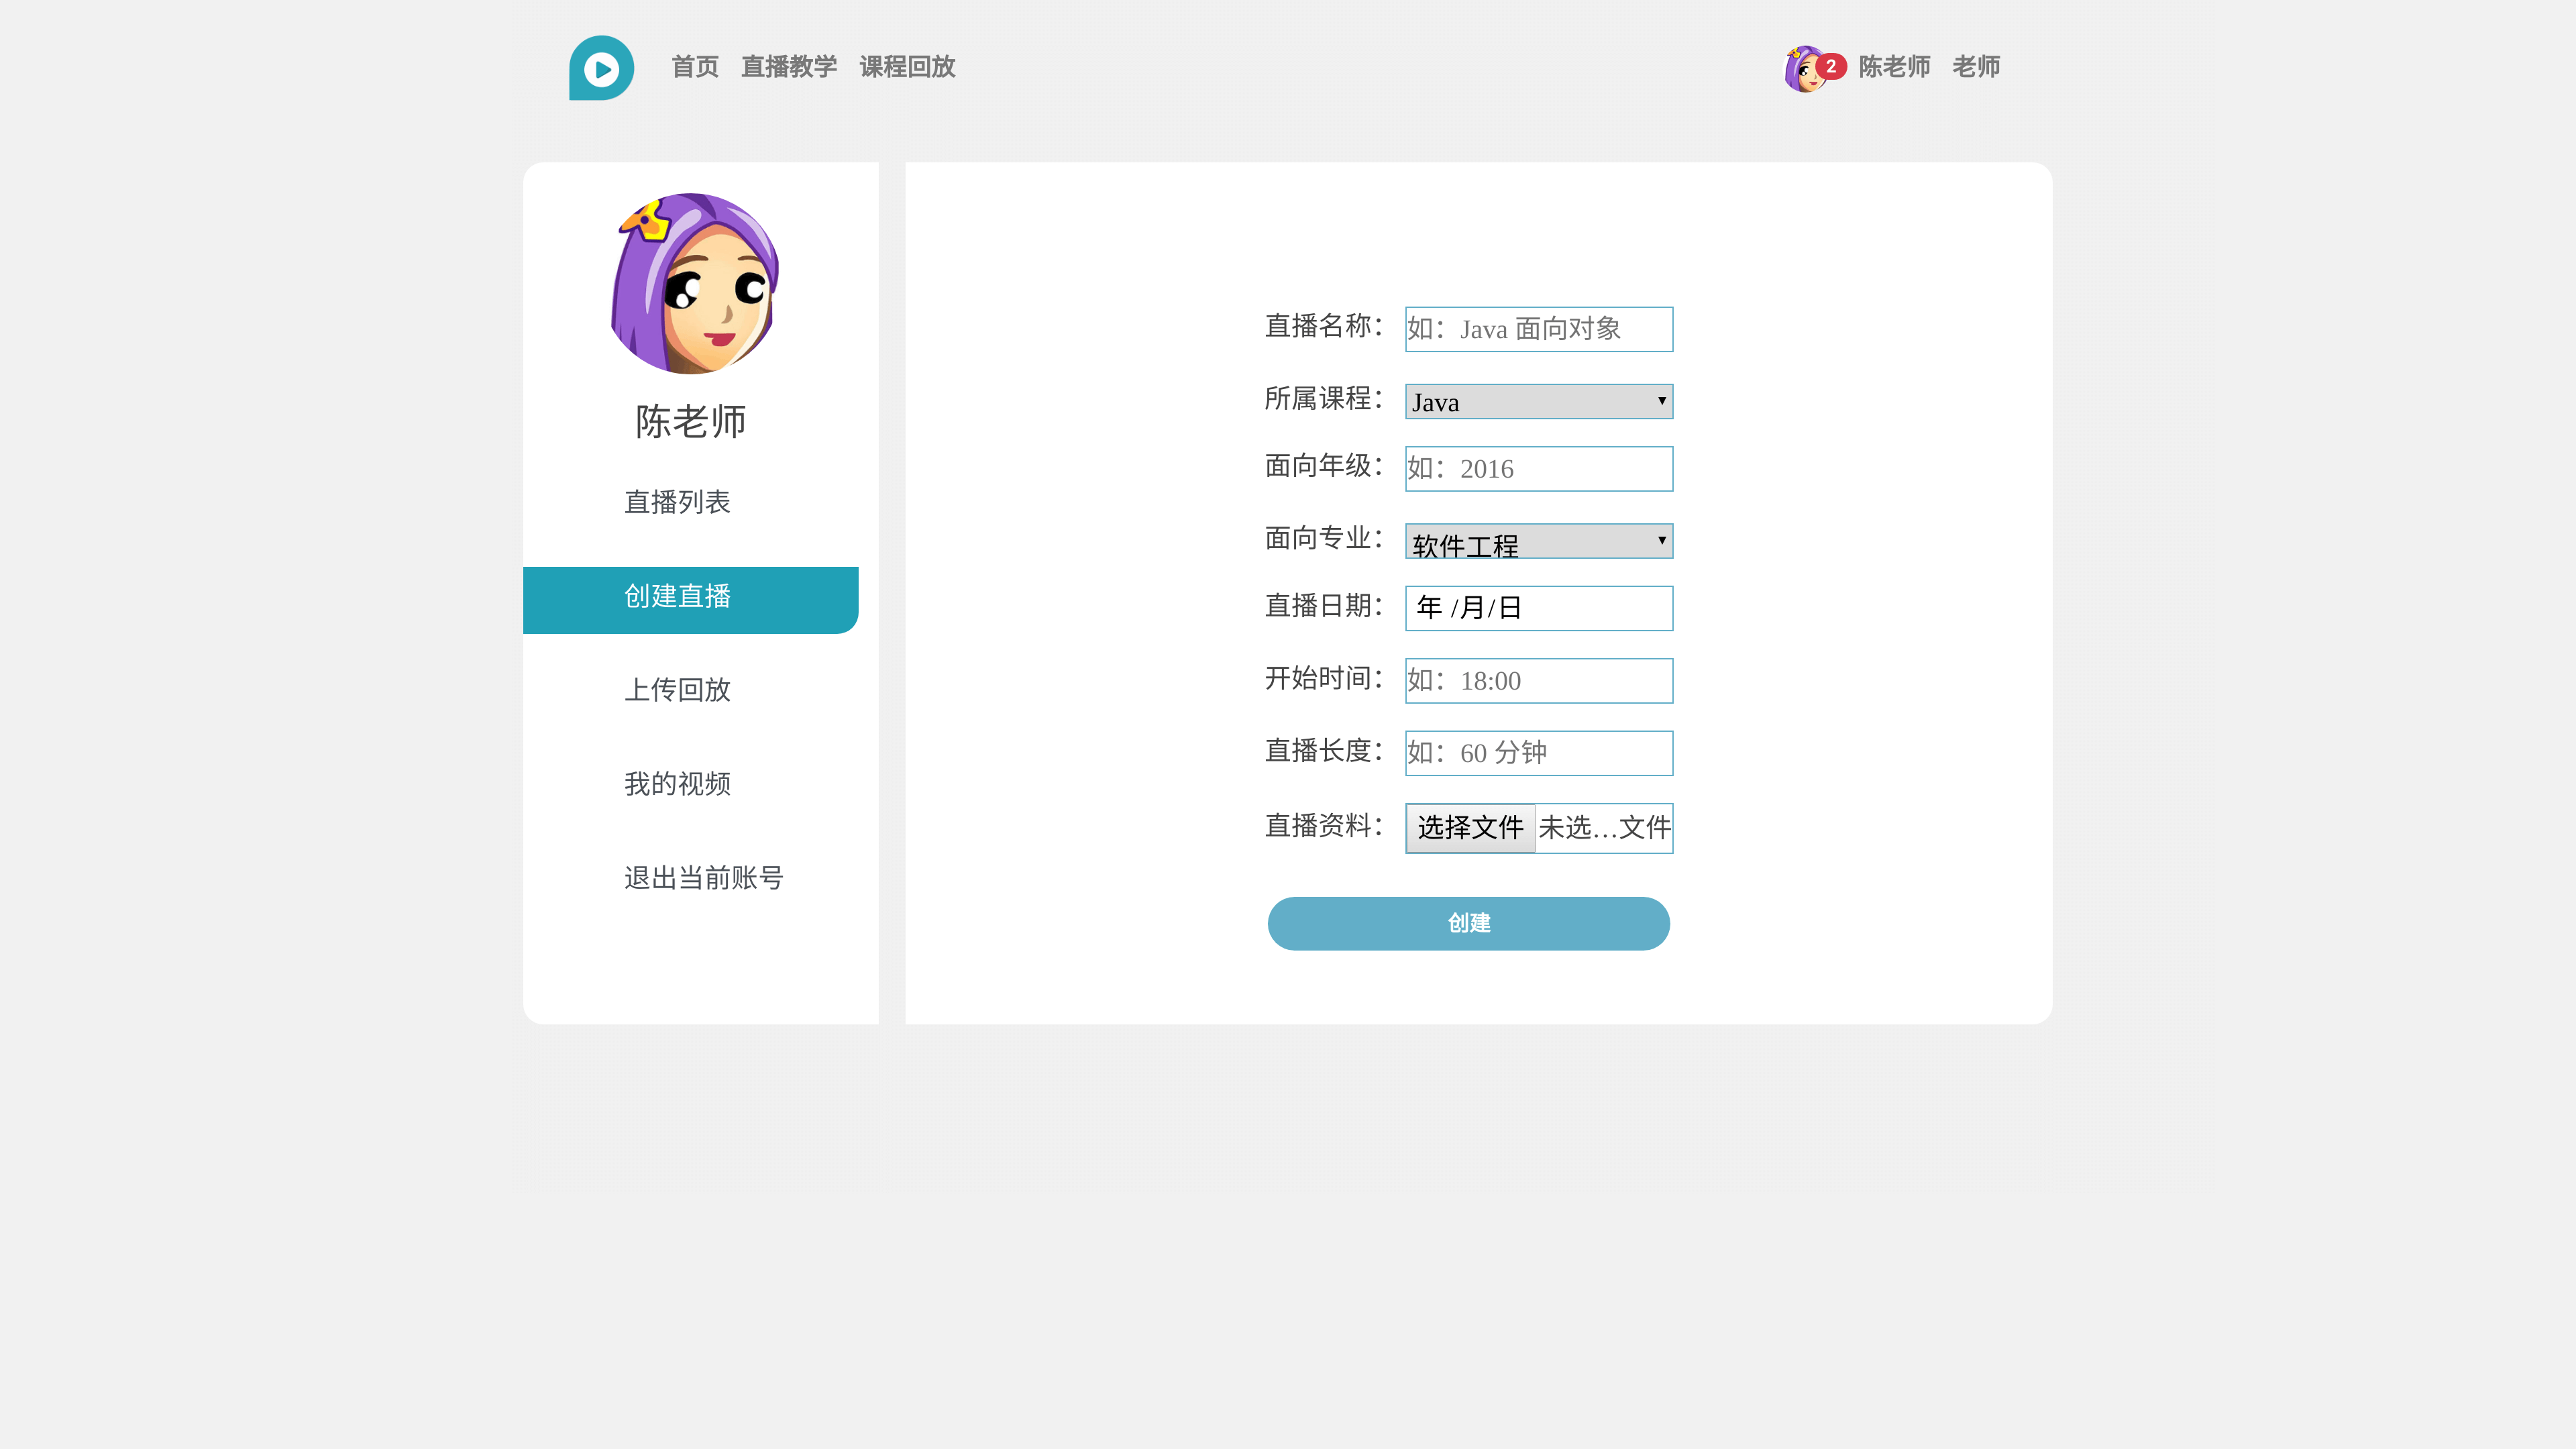 首页 直播教学 课程回放
2 陈老师 老师
陈老师
直播列表
创建直播
上传回放
我的视频
退出当前账号
直播名称： 如：Java 面向对象
所属课程： Java
面向年级： 如：2016
面向专业： 软件工程
直播日期： 年 /月/日
开始时间： 如：18:00
直播长度： 如：60 分钟
直播资料： 选择文件 未选…文件
创建